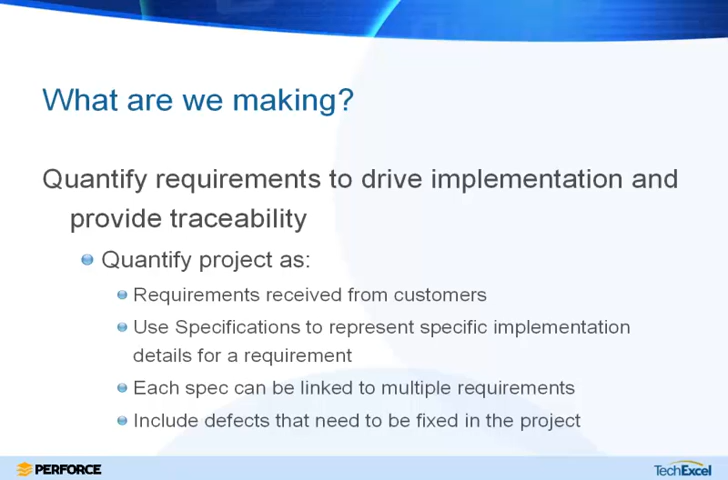 What are we making?
Quantify requirements to drive implementation and
provide traceability
Quantify project as:
Requirements received from customers
Use Specifications to represent specific implementation
details for a requirement
Each spec can be linked to multiple requirements
Include defects that need to be fixed in the project
PERFORCE
TechExcel